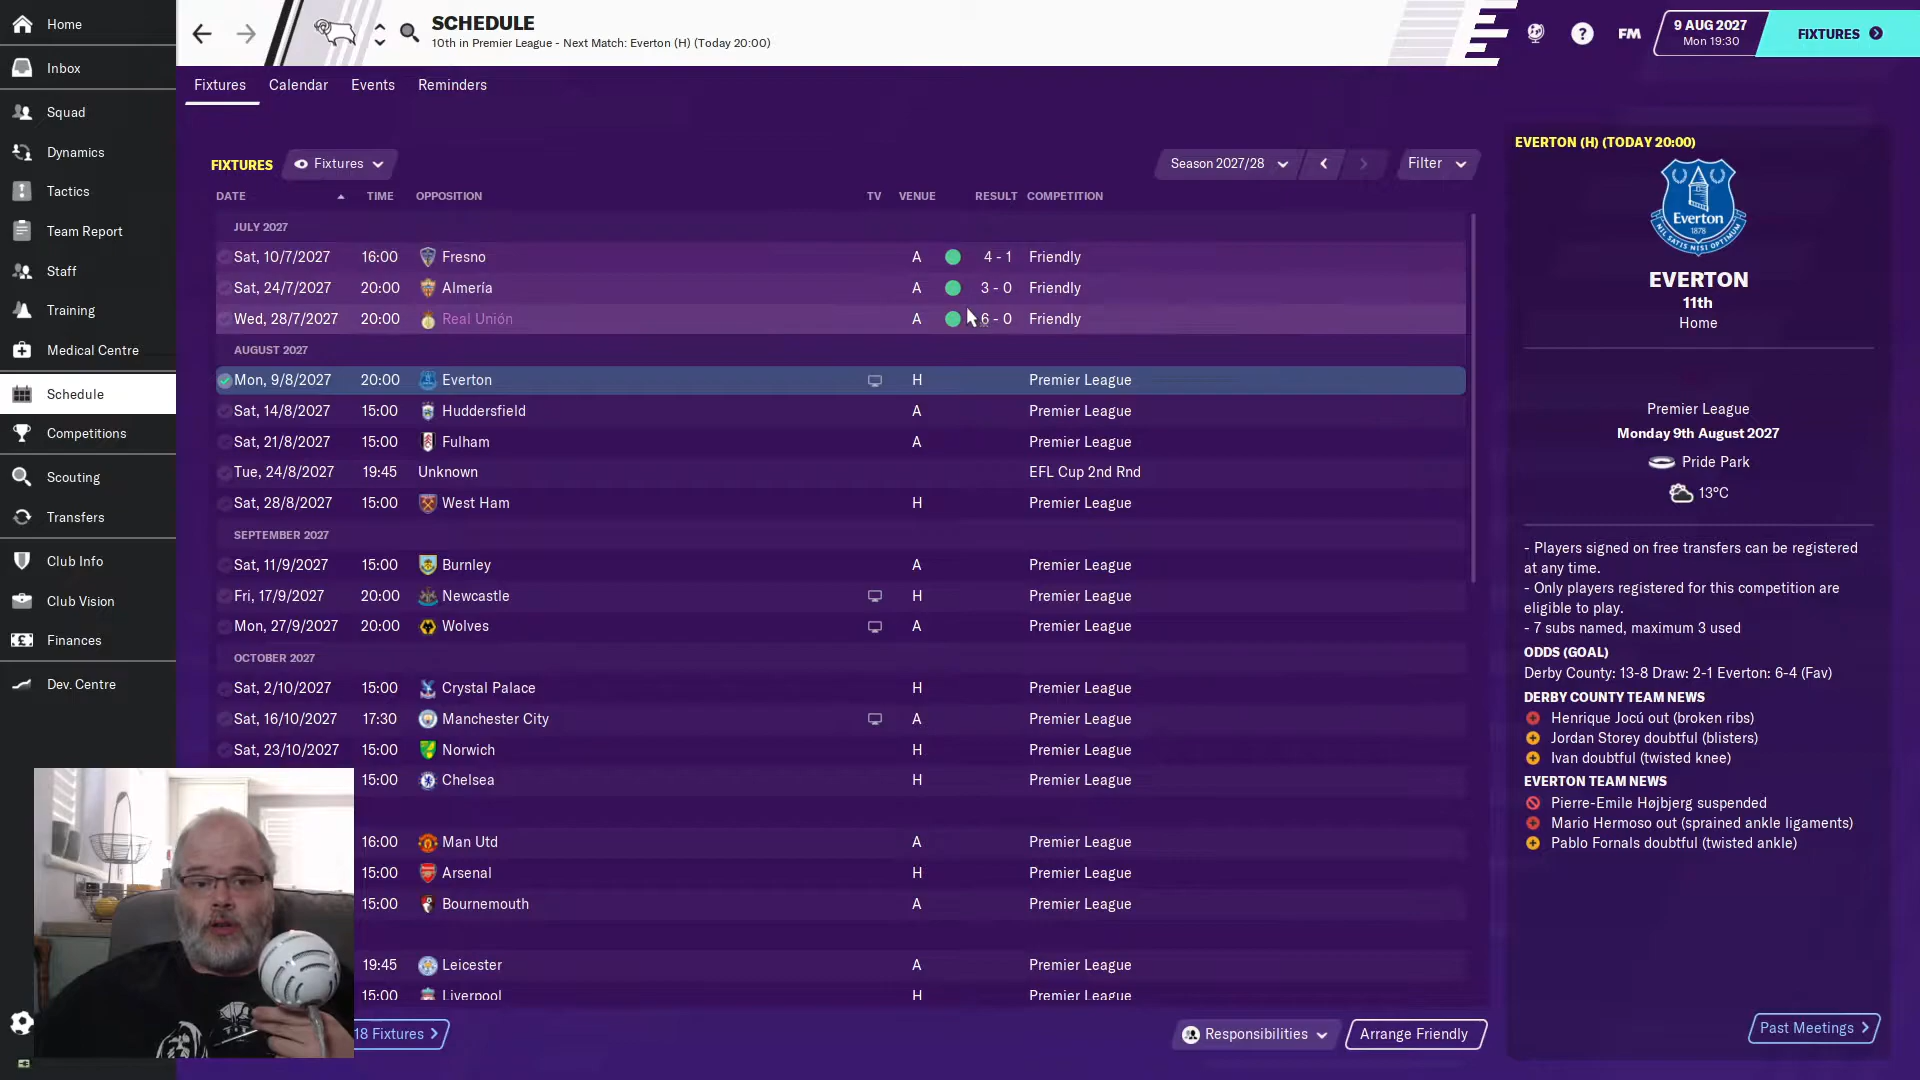 Home
Inbox
Squad
Dynamics
Tactics
Team Report
Staff
Training
Medical Centre
Schedule
Competitions
Scouting
Transfers
Club Info
Club Vision
Finances
Dev. Centre
SCHEDULE
10th in Premier League - Next Match: Everton (H) (Today 20:00)
?
FM
9 AUG 2027
Mon 19:30
FIXTURES
Fixtures Calendar Events Reminders
FIXTURES Fixtures Season 2027/28 Filter
DATE TIME OPPOSITION TV VENUE RESULT COMPETITION
JULY 2027
Sat, 10/7/2027 16:00 Fresno A 4 - 1 Friendly
Sat, 24/7/2027 20:00 Almería A 3 - 0 Friendly
Wed, 28/7/2027 20:00 Real Unión A 6 - 0 Friendly
AUGUST 2027
Mon, 9/8/2027 20:00 Everton H Premier League
Sat, 14/8/2027 15:00 Huddersfield A Premier League
Sat, 21/8/2027 15:00 Fulham A Premier League
Tue, 24/8/2027 19:45 Unknown EFL Cup 2nd Rnd
Sat, 28/8/2027 15:00 West Ham H Premier League
SEPTEMBER 2027
Sat, 11/9/2027 15:00 Burnley A Premier League
Fri, 17/9/2027 20:00 Newcastle H Premier League
Mon, 27/9/2027 20:00 Wolves A Premier League
OCTOBER 2027
Sat, 2/10/2027 15:00 Crystal Palace H Premier League
Sat, 16/10/2027 17:30 Manchester City A Premier League
Sat, 23/10/2027 15:00 Norwich H Premier League
15:00 Chelsea H Premier League
16:00 Man Utd A Premier League
15:00 Arsenal H Premier League
15:00 Bournemouth A Premier League
19:45 Leicester A Premier League
15:00 Liverpool H Premier League
18 Fixtures
Responsibilities
Arrange Friendly
EVERTON (H) (TODAY 20:00)
Everton
1878
NIL SATIS NISI OPTIMUM
EVERTON
11th
Home
Premier League
Monday 9th August 2027
Pride Park
13°C
- Players signed on free transfers can be registered
at any time.
- Only players registered for this competition are
eligible to play.
- 7 subs named, maximum 3 used
ODDS (GOAL)
Derby County: 13-8 Draw: 2-1 Everton: 6-4 (Fav)
DERBY COUNTY TEAM NEWS
Henrique Jocú out (broken ribs)
Jordan Storey doubtful (blisters)
Ivan doubtful (twisted knee)
EVERTON TEAM NEWS
Pierre-Emile Højbjerg suspended
Mario Hermoso out (sprained ankle ligaments)
Pablo Fornals doubtful (twisted ankle)
Past Meetings